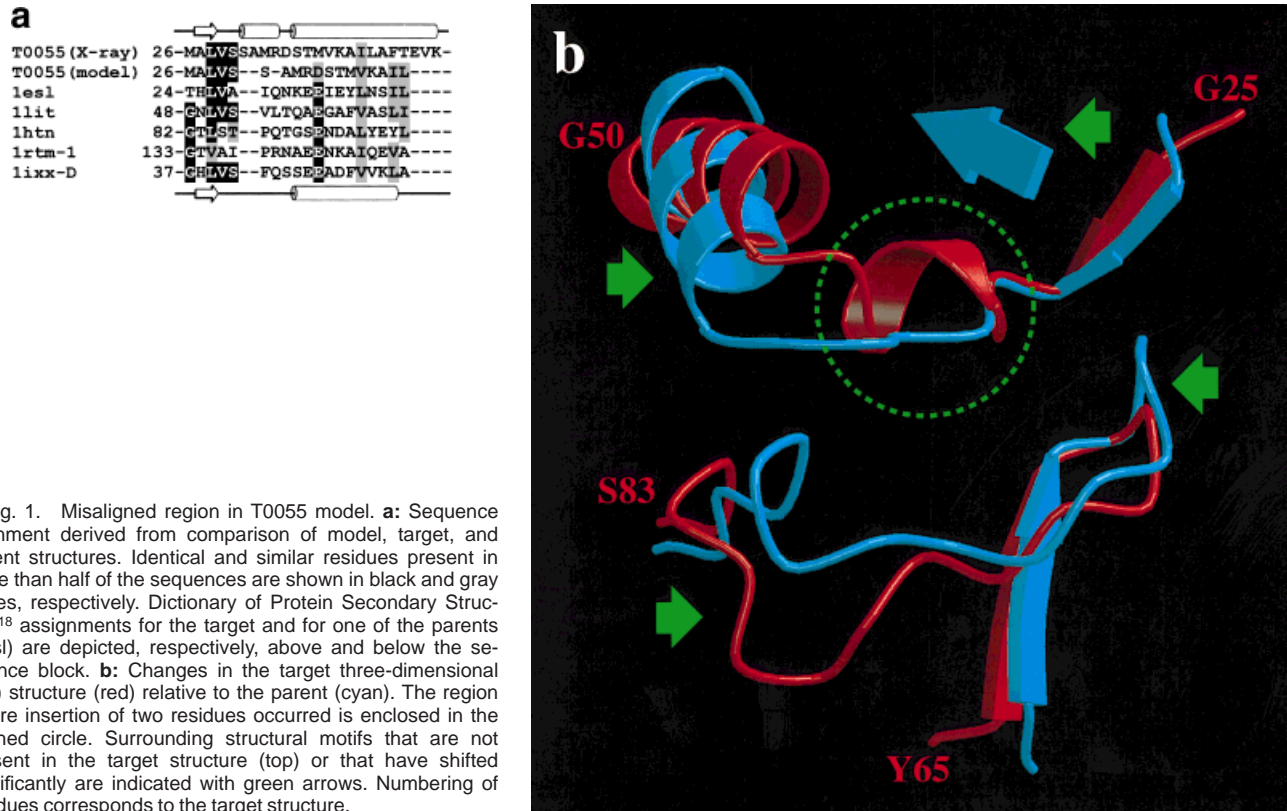 a
T0055(X-ray) 26-MALVSSAMRDSTMVKAILAFTEVK-
T0055(model) 26-MALVS--S-AMRDSTMVKAIL----
1esl 24-THLVA--IQNKEEIEYLNSIL----
1lit 48-GNLVS--VLTQAEGAFVASLI----
1htn 82-GTLST--PQTGSENDALYEYL----
1rtm-1 133-GTVAI--PRNAEENKAIQEVA----
1ixx-D 37-GHLVS--FQSSEEADFVVKLA----
b
G25
G50
S83
Y65
g. 1. Misaligned region in T0055 model. a: Sequence
nment derived from comparison of model, target, and
ent structures. Identical and similar residues present in
e than half of the sequences are shown in black and gray
es, respectively. Dictionary of Protein Secondary Struc-
18 assignments for the target and for one of the parents
sl) are depicted, respectively, above and below the se-
ence block. b: Changes in the target three-dimensional
) structure (red) relative to the parent (cyan). The region
re insertion of two residues occurred is enclosed in the
hed circle. Surrounding structural motifs that are not
sent in the target structure (top) or that have shifted
ificantly are indicated with green arrows. Numbering of
dues corresponds to the target structure.